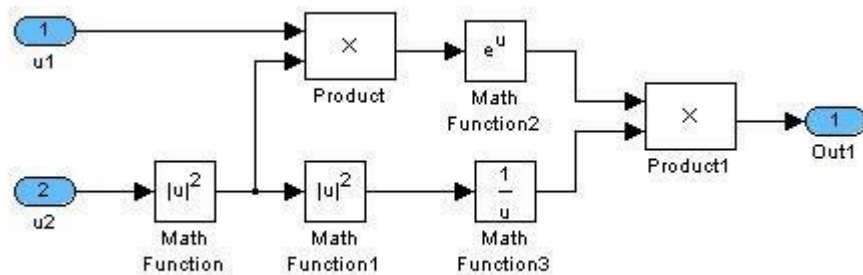 1
u1
×
Product
e^u
Math
Function2
×
Product1
1
Out1
2
u2
|u|^2
Math
Function
|u|^2
Math
Function1
1
u
Math
Function3